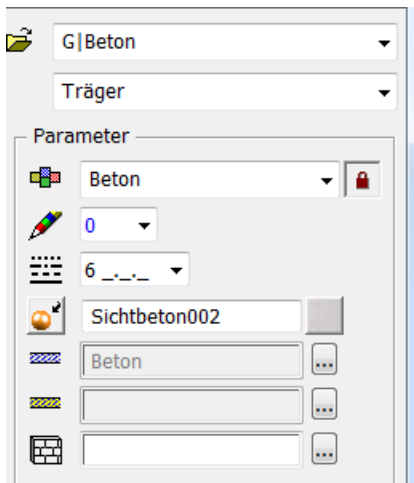 G|Beton
Träger
Parameter
Beton
0
6 _._._
Sichtbeton002
Beton
...
...
...